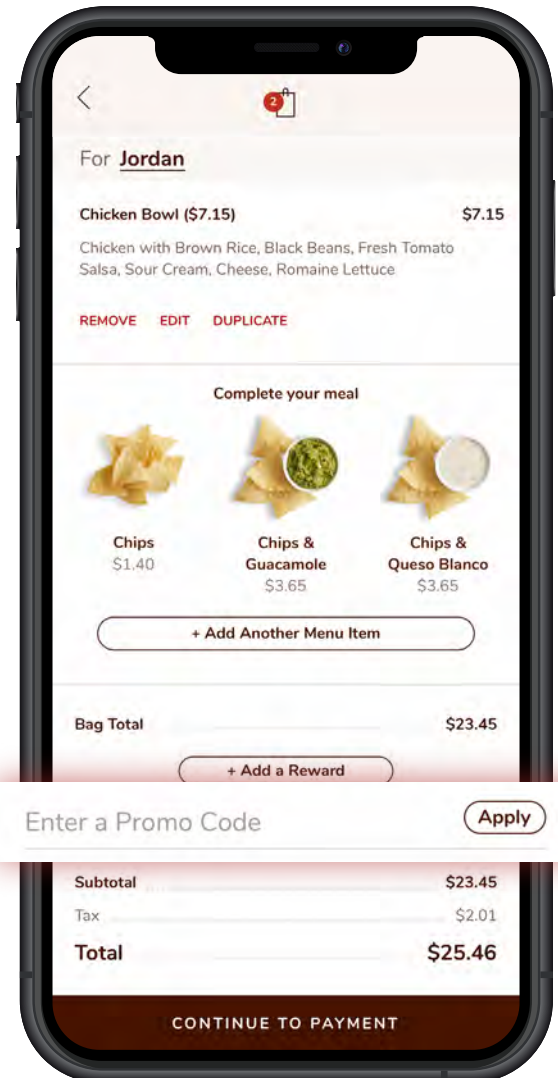 2
For Jordan
Chicken Bowl ($7.15) $7.15
Chicken with Brown Rice, Black Beans, Fresh Tomato
Salsa, Sour Cream, Cheese, Romaine Lettuce
REMOVE EDIT DUPLICATE
Complete your meal
Chips
$1.40
Chips &
Guacamole
$3.65
Chips &
Queso Blanco
$3.65
+ Add Another Menu Item
Bag Total $23.45
+ Add a Reward
Enter a Promo Code Apply
Subtotal $23.45
Tax $2.01
Total $25.46
CONTINUE TO PAYMENT